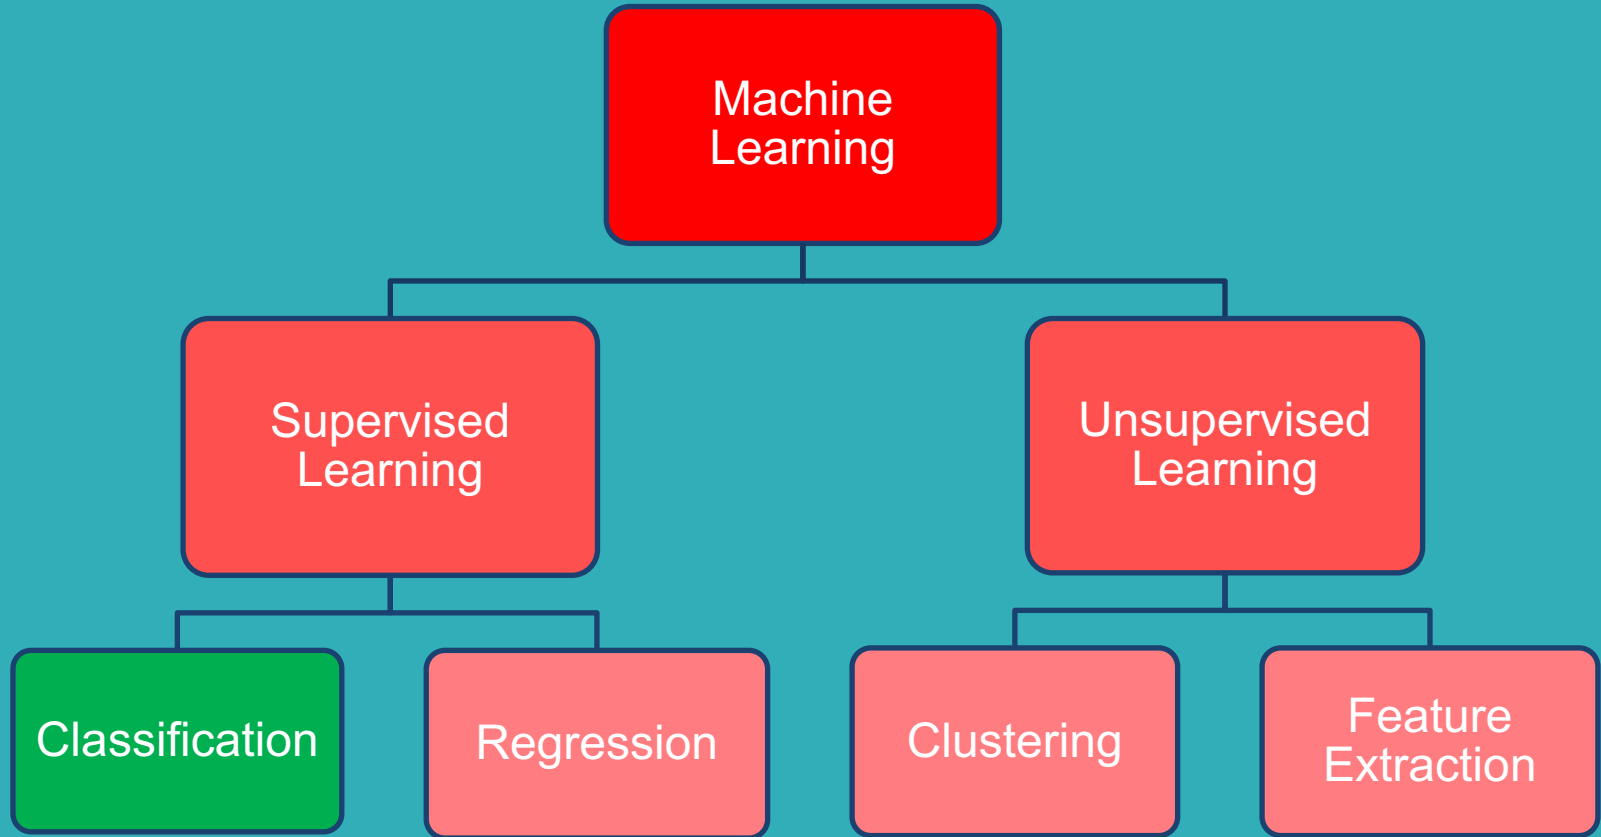 Machine
Learning
Supervised
Learning
Unsupervised
Learning
Classification
Regression
Clustering
Feature
Extraction